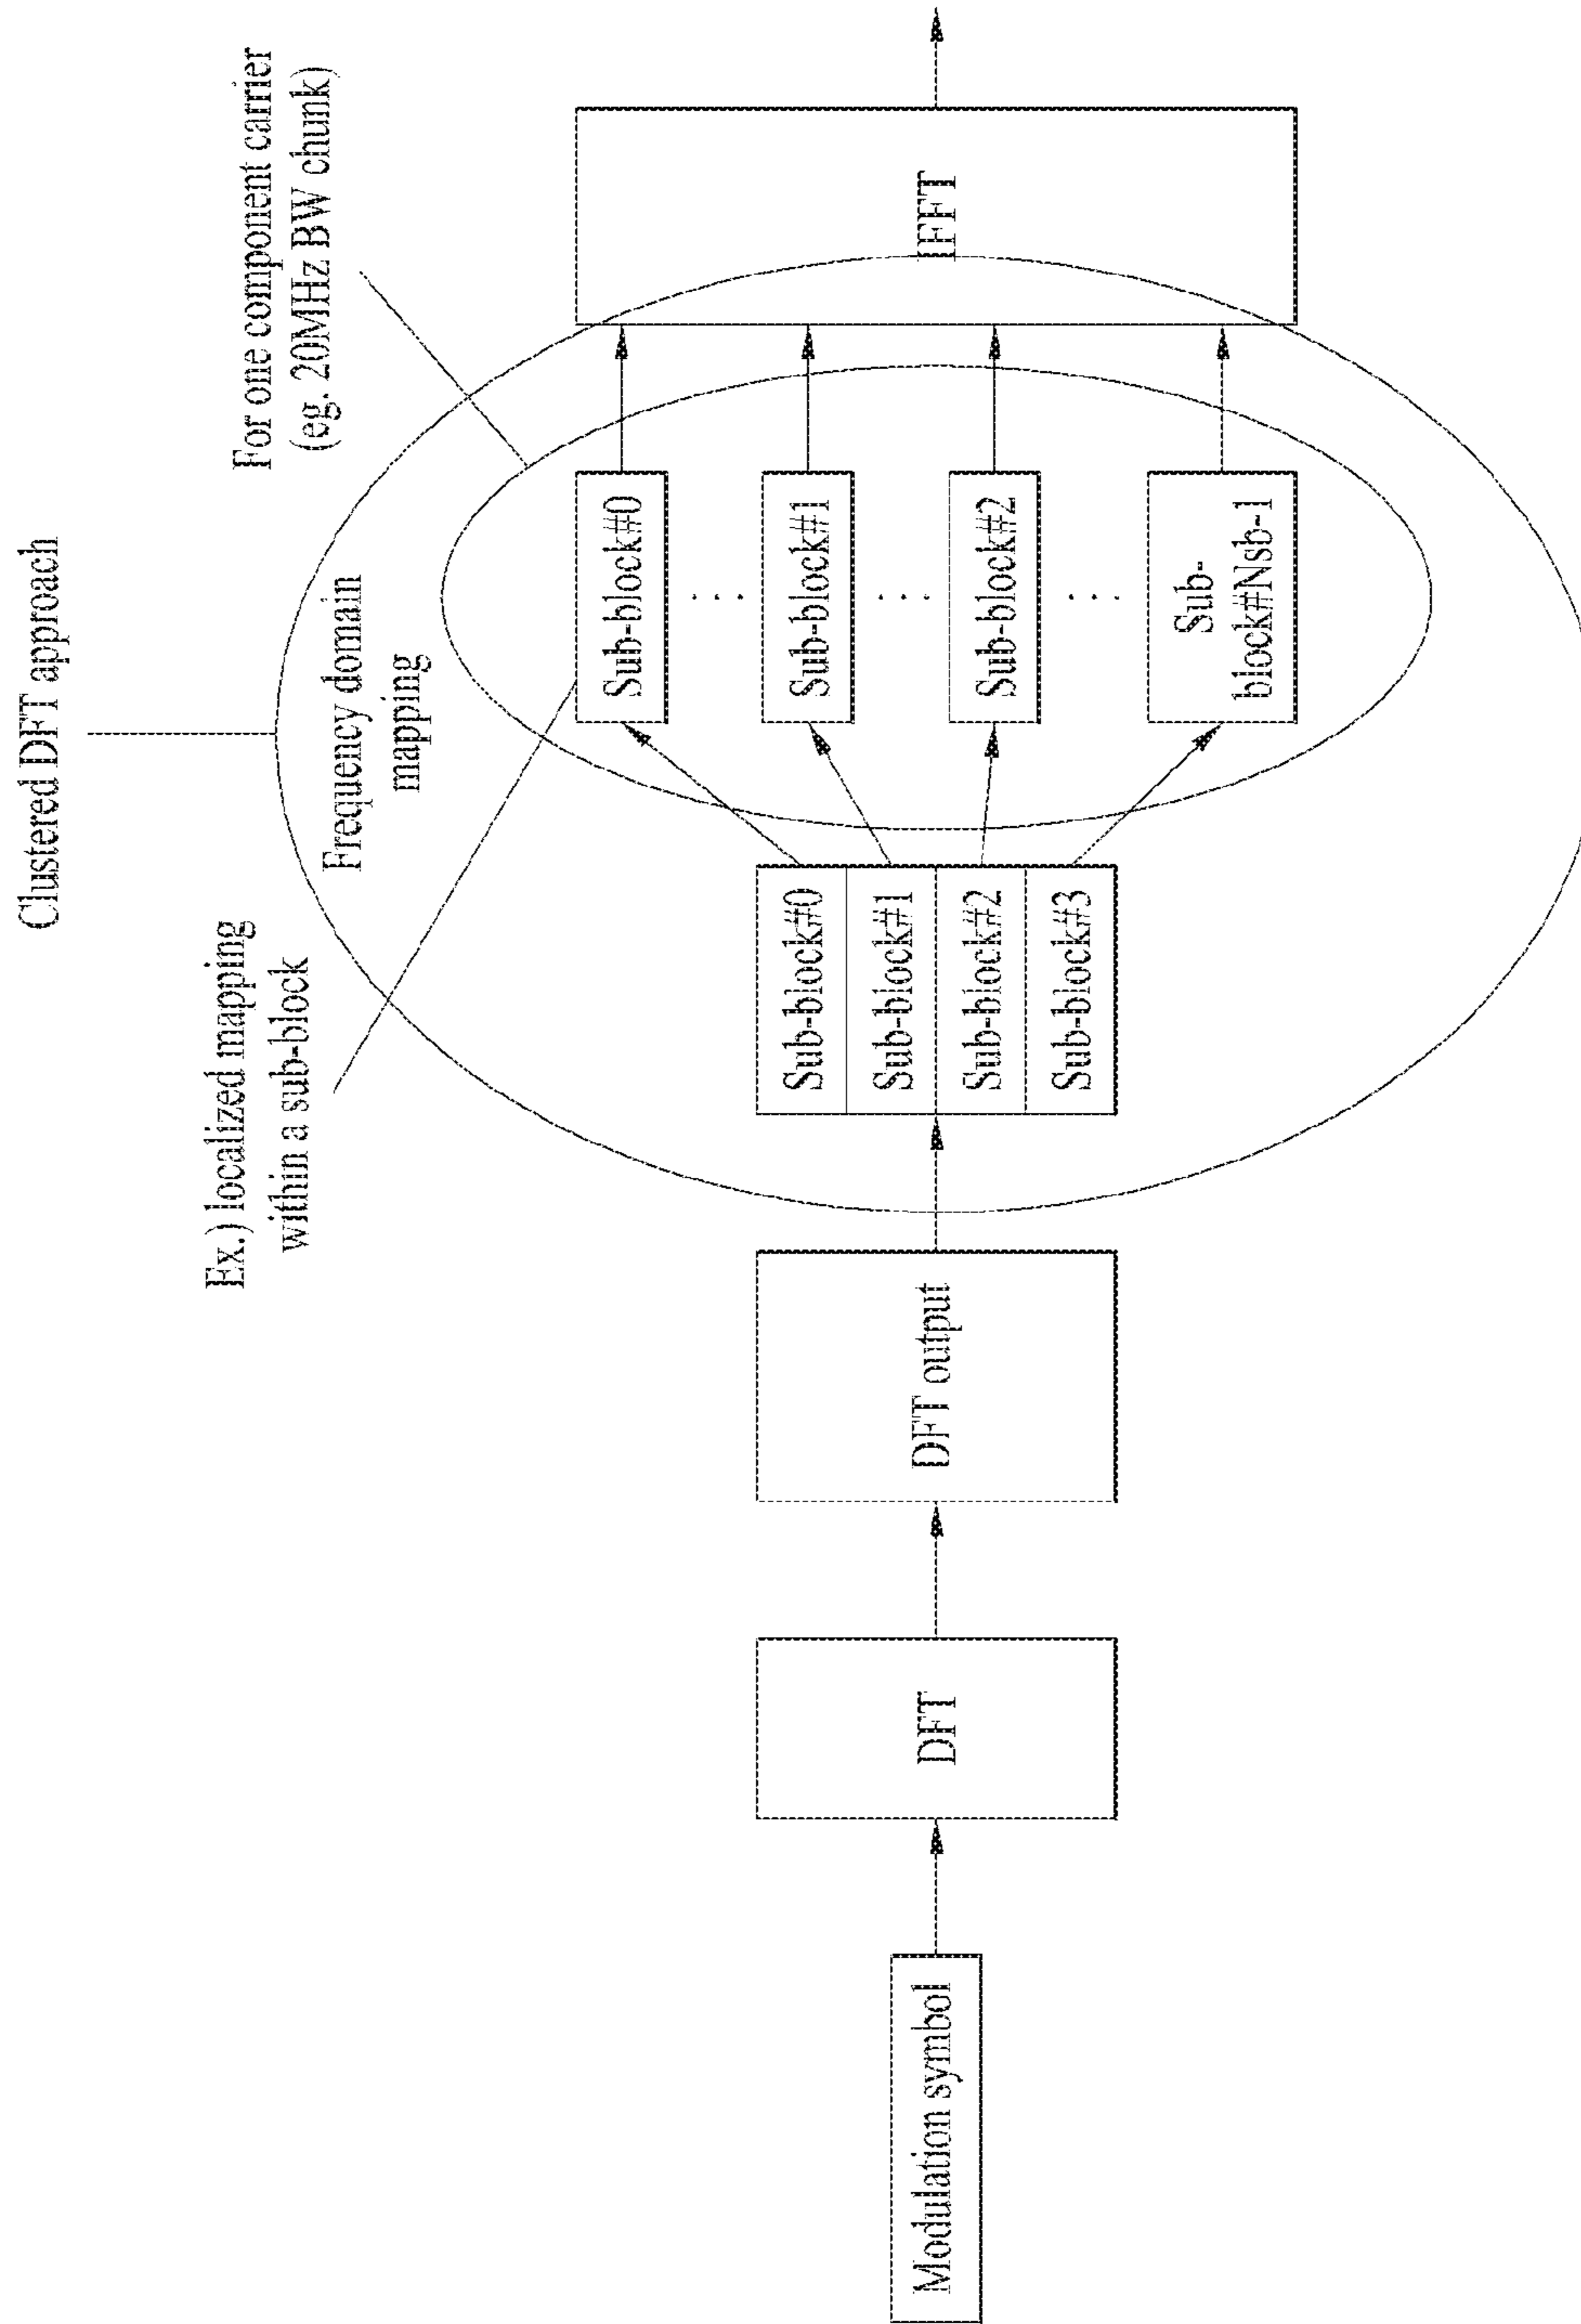 Clustered DFT approach
For one component carrier
(eg. 20MHz BW chunk)
Ex.) localized mapping
within a sub-block
Frequency domain
mapping
Modulation symbol
DFT
DFT output
Sub-block#0
Sub-block#1
Sub-block#2
Sub-block#3
Sub-block#0
...
Sub-block#1
...
Sub-block#2
...
Sub-
block#Nsb-1
IFFT